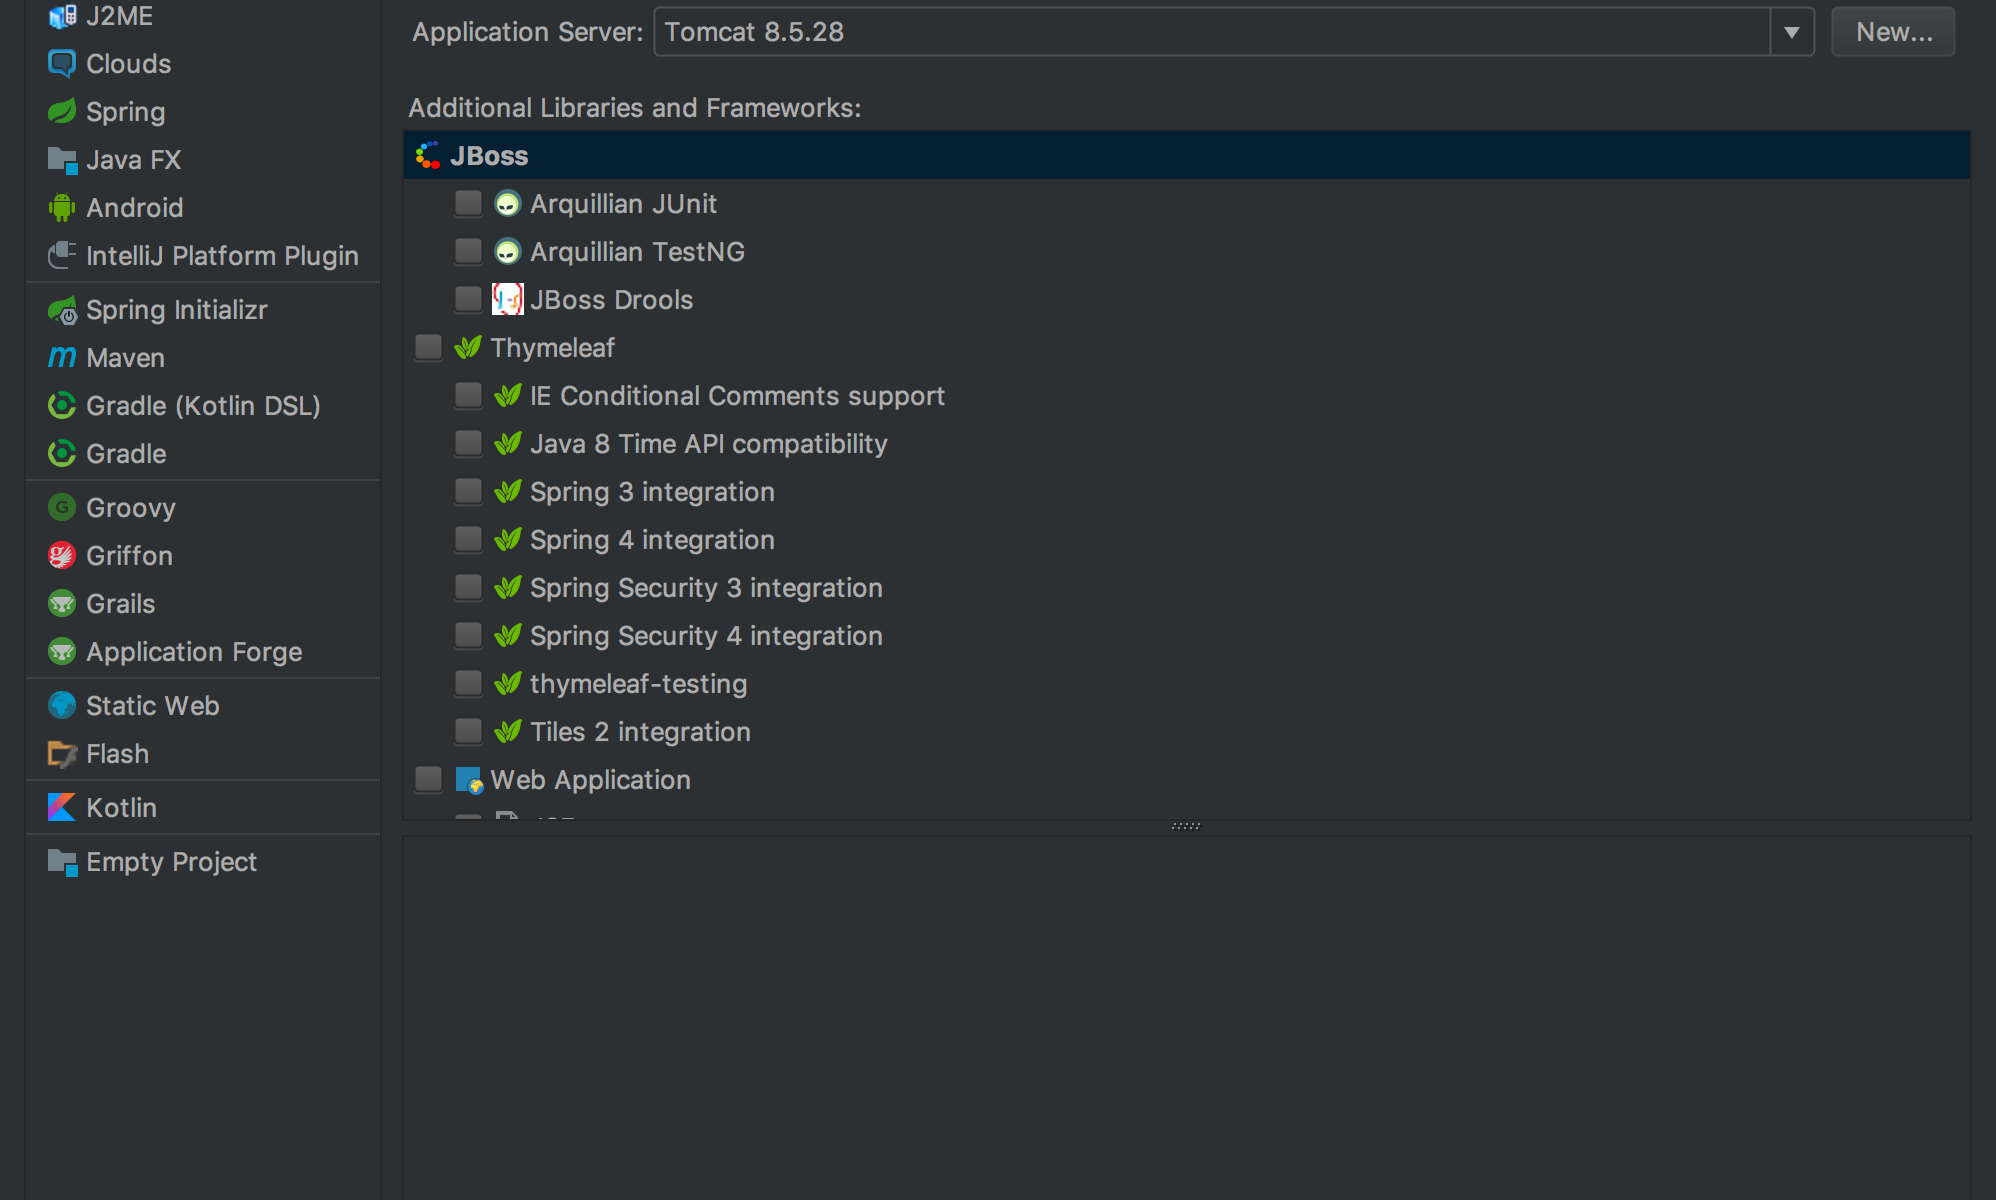 J2ME
Clouds
Spring
Java FX
Android
IntelliJ Platform Plugin
Spring Initializr
Maven
Gradle (Kotlin DSL)
Gradle
Groovy
Griffon
Grails
Application Forge
Static Web
Flash
Kotlin
Empty Project
Application Server: Tomcat 8.5.28 New...
Additional Libraries and Frameworks:
JBoss
Arquillian JUnit
Arquillian TestNG
JBoss Drools
Thymeleaf
IE Conditional Comments support
Java 8 Time API compatibility
Spring 3 integration
Spring 4 integration
Spring Security 3 integration
Spring Security 4 integration
thymeleaf-testing
Tiles 2 integration
Web Application